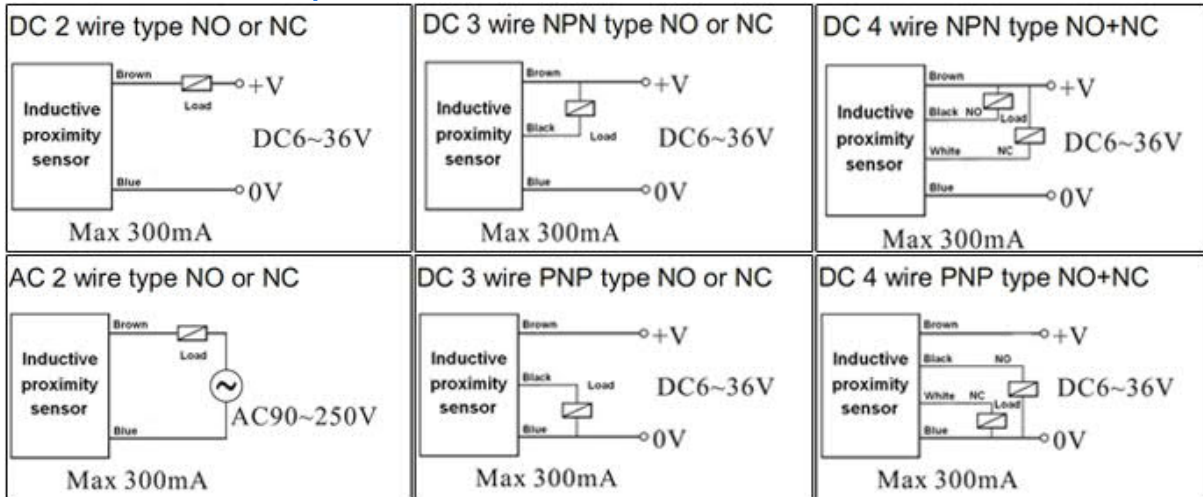 DC 2 wire type NO or NC
Brown
+V
Load
Inductive
proximity
sensor
DC6~36V
Blue
0V
Max 300mA
DC 3 wire NPN type NO or NC
Brown
+V
Inductive
proximity
sensor
Black
Load
DC6~36V
Blue
0V
Max 300mA
DC 4 wire NPN type NO+NC
Brown
+V
Inductive
proximity
sensor
Black NO
Load
White NC
DC6~36V
Blue
0V
Max 300mA
AC 2 wire type NO or NC
Brown
Load
Inductive
proximity
sensor
~
AC90~250V
Blue
Max 300mA
DC 3 wire PNP type NO or NC
Brown
+V
Inductive
proximity
sensor
Black
Load
DC6~36V
Blue
0V
Max 300mA
DC 4 wire PNP type NO+NC
Brown
+V
Inductive
proximity
sensor
Black NO
DC6~36V
White NC
Load
Blue
0V
Max 300mA